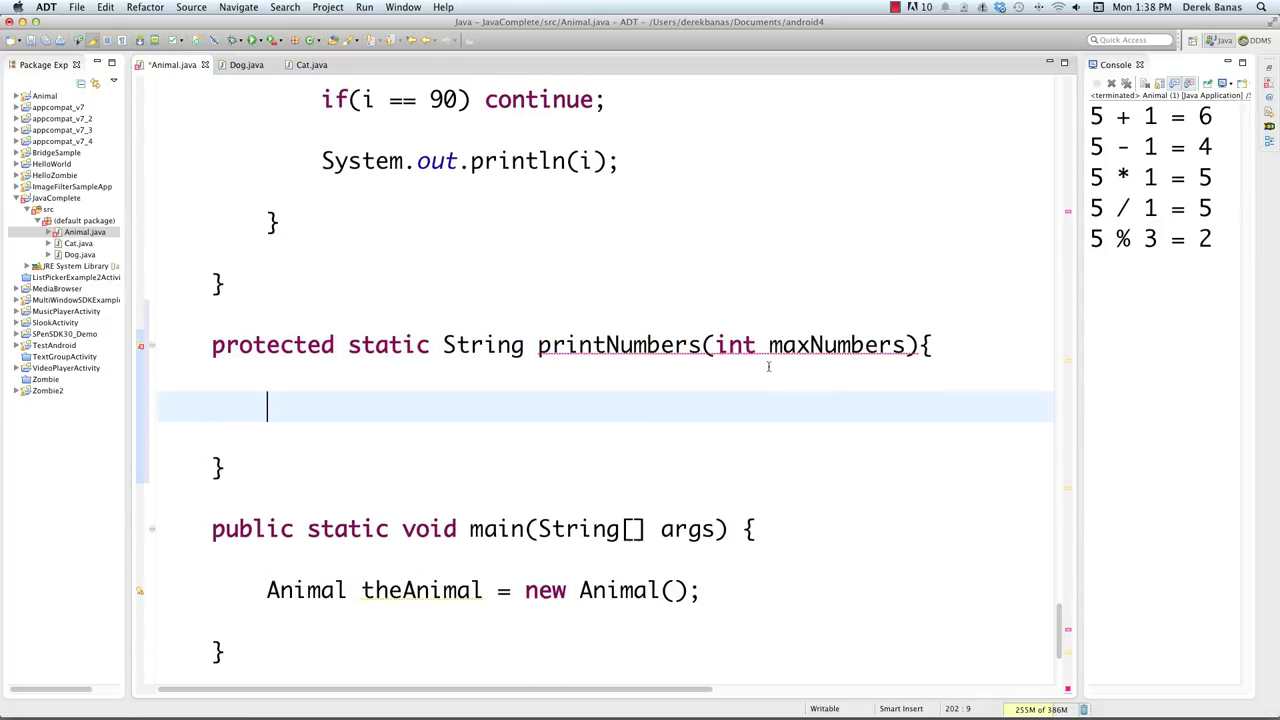 ADT File Edit Refactor Source Navigate Search Project Run Window Help 10 Mon 1:38 PM Derek Banas
Java - JavaComplete/src/Animal.java - ADT - /Users/derekbanas/Documents/android4
Quick Access Java DDMS
Package Exp
Animal
appcompat_v7
appcompat_v7_2
appcompat_v7_3
appcompat_v7_4
BridgeSample
HelloWorld
HelloZombie
ImageFilterSampleApp
JavaComplete
src
(default package)
Animal.java
Cat.java
Dog.java
JRE System Library [Ja
ListPickerExample2Activi
MediaBrowser
MultiWindowSDKExample
MusicPlayerActivity
SlookActivity
SPenSDK30_Demo
TestAndroid
TextGroupActivity
VideoPlayerActivity
Zombie
Zombie2
*Animal.java Dog.java Cat.java
if(i == 90) continue;
System.out.println(i);
}
}
protected static String printNumbers(int maxNumbers){
}
public static void main(String[] args) {
Animal theAnimal = new Animal();
}
Console
<terminated> Animal (1) [Java Application] /S
5 + 1 = 6
5 - 1 = 4
5 * 1 = 5
5 / 1 = 5
5 % 3 = 2
Writable Smart Insert 202 : 9 255M of 386M